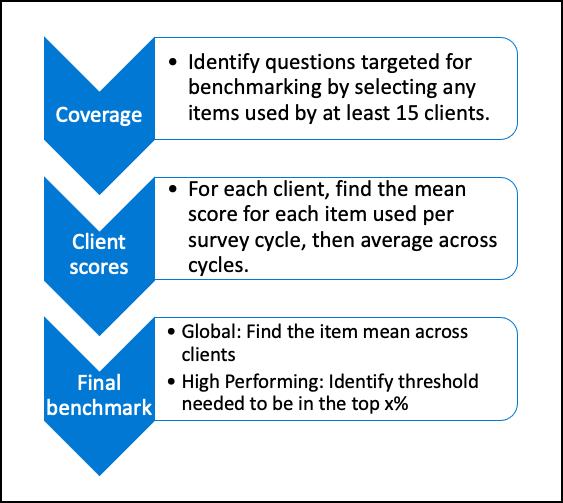 Coverage
• Identify questions targeted for
benchmarking by selecting any
items used by at least 15 clients.
Client
scores
• For each client, find the mean
score for each item used per
survey cycle, then average across
cycles.
Final
benchmark
• Global: Find the item mean across
clients
• High Performing: Identify threshold
needed to be in the top x%